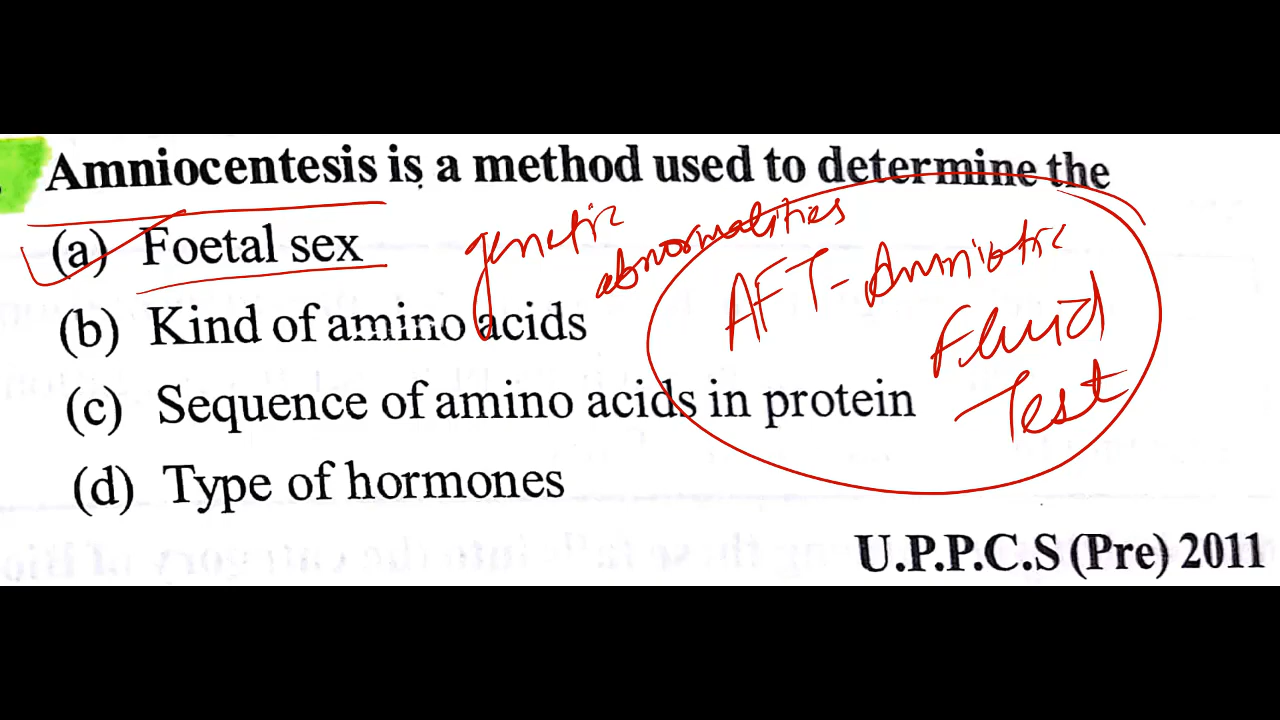 Amniocentesis is a method used to determine the
(a) Foetal sex
genetic
abnormalities
AFT - Amniotic
Fluid
Test
(b) Kind of amino acids
(c) Sequence of amino acids in protein
(d) Type of hormones
U.P.P.C.S (Pre) 2011